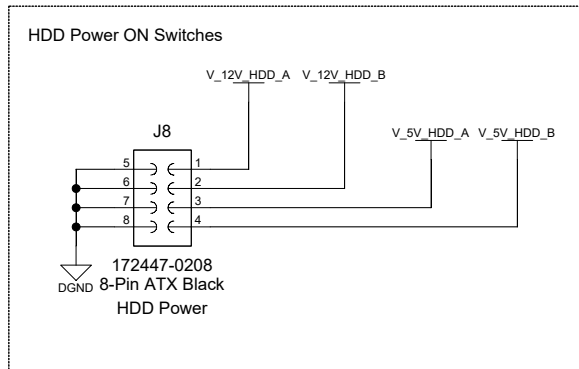 HDD Power ON Switches
V_12V_HDD_A V_12V_HDD_B
V_5V_HDD_A V_5V_HDD_B
J8
5 1
6 2
7 3
8 4
172447-0208
DGND 8-Pin ATX Black
HDD Power